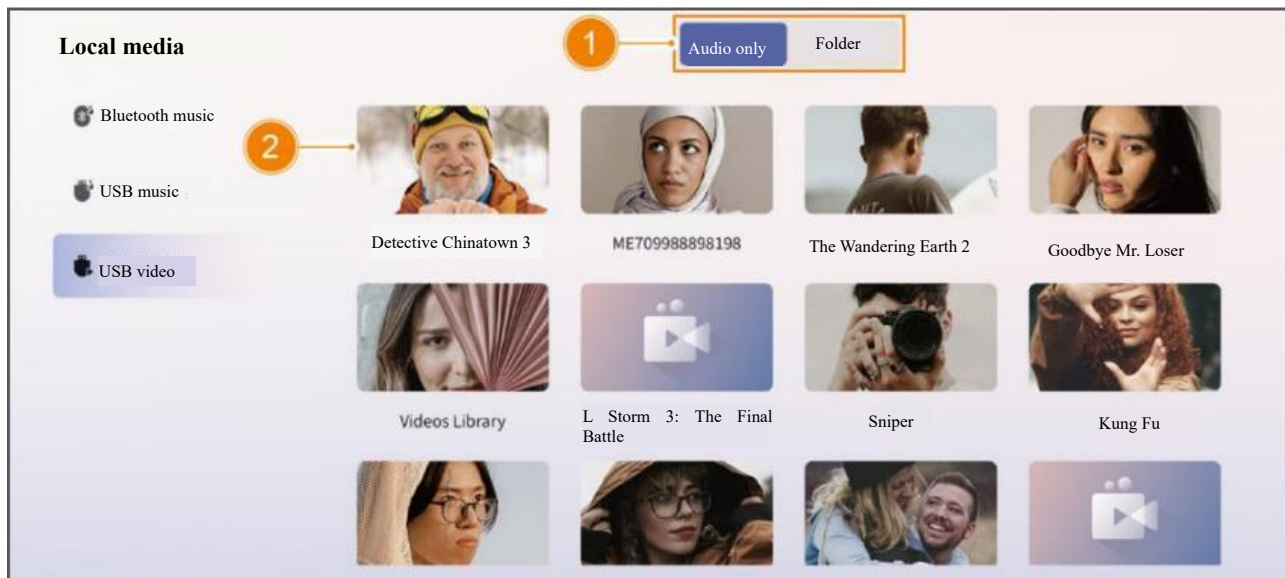 Local media
1
Audio only
Folder
Bluetooth music
USB music
USB video
2
Detective Chinatown 3
ME709988898198
The Wandering Earth 2
Goodbye Mr. Loser
Videos Library
L Storm 3: The Final
Battle
Sniper
Kung Fu